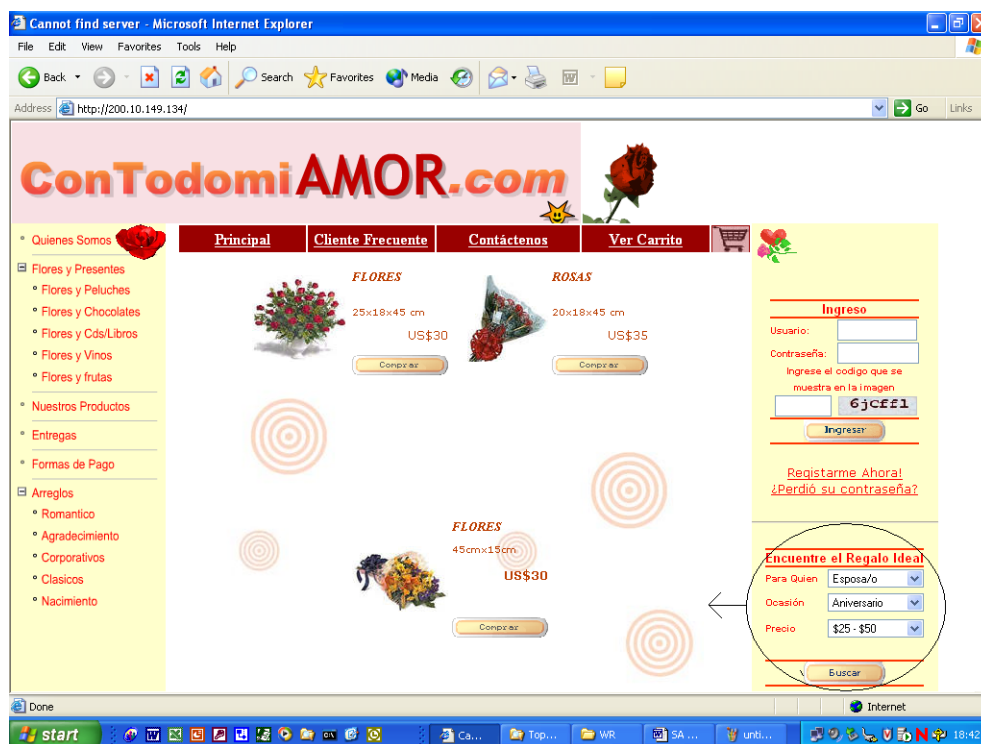 Cannot find server - Microsoft Internet Explorer
File Edit View Favorites Tools Help
Back Search Favorites Media
Address http://200.10.149.134/ Go Links
ConTodomiAMOR.com
Quienes Somos
Flores y Presentes
Flores y Peluches
Flores y Chocolates
Flores y Cds/Libros
Flores y Vinos
Flores y frutas
Nuestros Productos
Entregas
Formas de Pago
Arreglos
Romantico
Agradecimiento
Corporativos
Clasicos
Nacimiento
Principal Cliente Frecuente Contáctenos Ver Carrito
FLORES
25x18x45 cm
US$30
Comprar
ROSAS
20x18x45 cm
US$35
Comprar
FLORES
45cmx15cm
US$30
Comprar
Ingreso
Usuario:
Contraseña:
Ingrese el codigo que se
muestra en la imagen
6jCff1
Ingresar
Registarme Ahora!
¿Perdió su contraseña?
Encuentre el Regalo Ideal
Para Quien Esposa/o
Ocasión Aniversario
Precio $25 - $50
Buscar
Done Internet
start Ca... Top... WR SA ... unti... 18:42